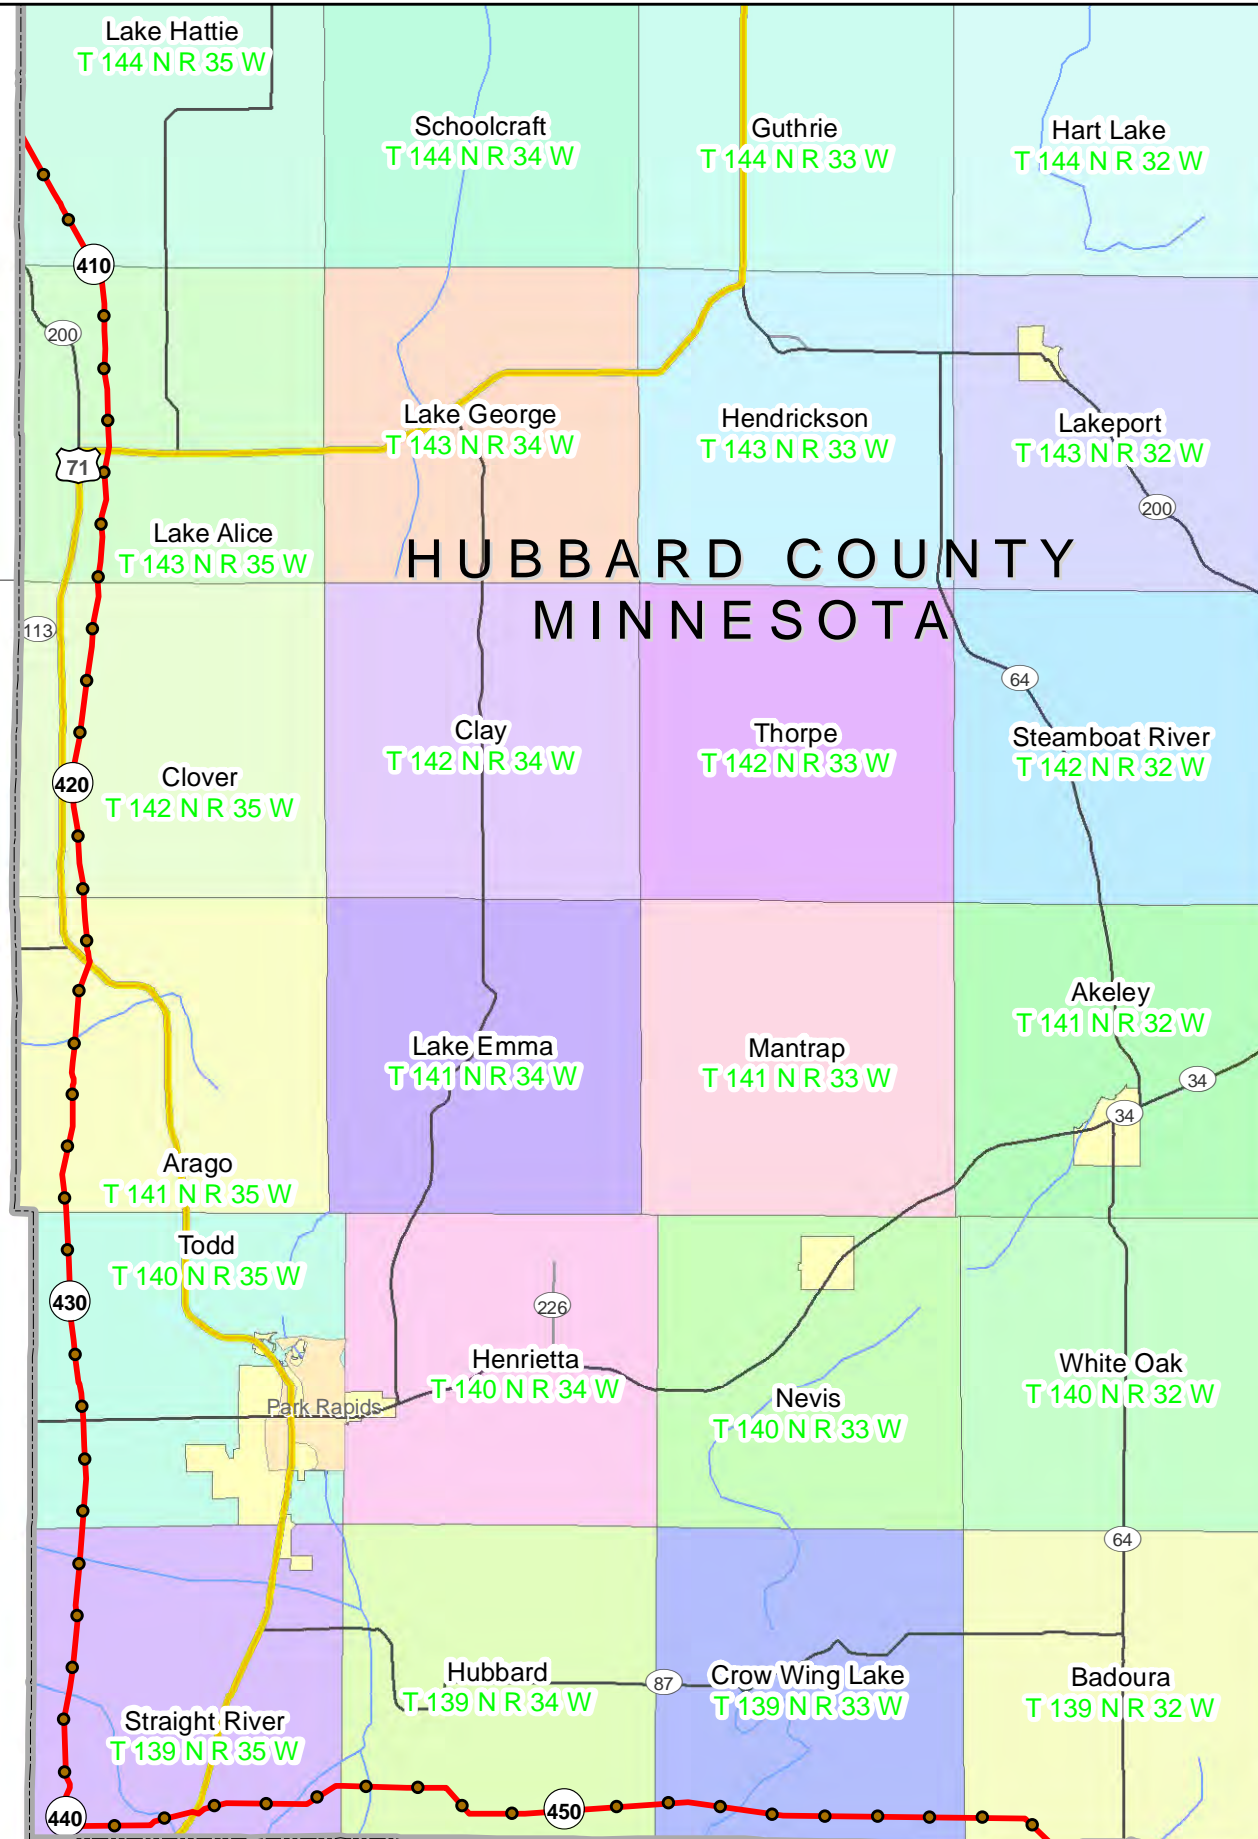 Lake Hattie
T 144 N R 35 W
Schoolcraft
T 144 N R 34 W
Guthrie
T 144 N R 33 W
Hart Lake
T 144 N R 32 W
410
200
71
Lake George
T 143 N R 34 W
Hendrickson
T 143 N R 33 W
Lakeport
T 143 N R 32 W
200
Lake Alice
T 143 N R 35 W
HUBBARD COUNTY
MINNESOTA
113
64
Clay
T 142 N R 34 W
Thorpe
T 142 N R 33 W
Steamboat River
T 142 N R 32 W
420
Clover
T 142 N R 35 W
Akeley
T 141 N R 32 W
Lake Emma
T 141 N R 34 W
Mantrap
T 141 N R 33 W
34
34
Arago
T 141 N R 35 W
Todd
T 140 N R 35 W
430
226
Henrietta
T 140 N R 34 W
White Oak
T 140 N R 32 W
Nevis
T 140 N R 33 W
Park Rapids
64
Hubbard
T 139 N R 34 W
87
Crow Wing Lake
T 139 N R 33 W
Badoura
T 139 N R 32 W
Straight River
T 139 N R 35 W
440
450